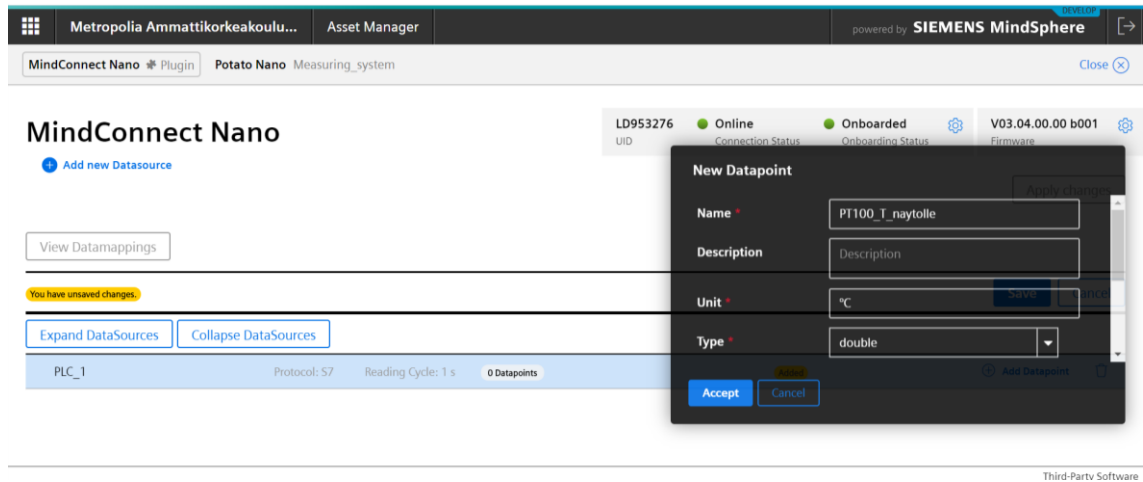 DEVELOP
Metropolia Ammattikorkeakoulu... Asset Manager powered by SIEMENS MindSphere
MindConnect Nano Plugin Potato Nano Measuring_system Close
MindConnect Nano
Add new Datasource
LD953276 Online Onboarded V03.04.00.00 b001
UID Connection Status Onboarding Status Firmware
Apply changes
View Datamappings
You have unsaved changes.
Save Cancel
Expand DataSources Collapse DataSources
PLC_1 Protocol: S7 Reading Cycle: 1 s 0 Datapoints Added Add Datapoint
New Datapoint
Name * PT100_T_naytolle
Description Description
Unit * °C
Type * double
Accept Cancel
Third-Party Software